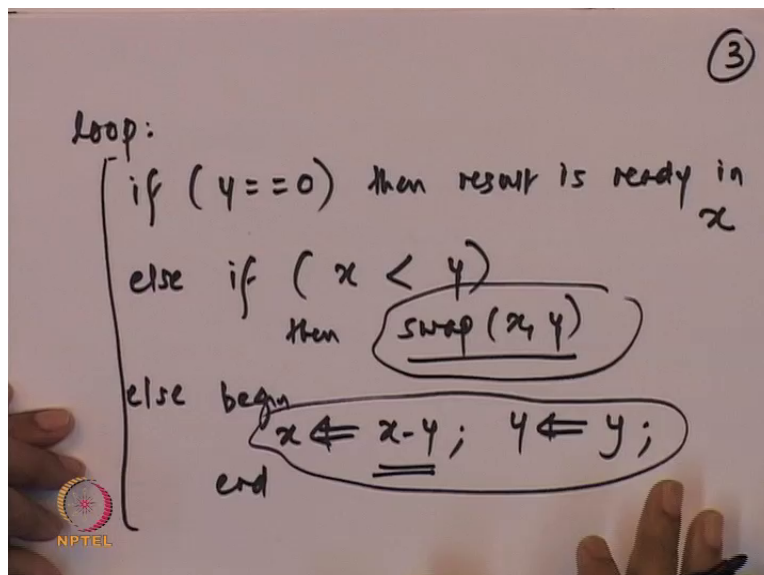 3
loop:
if (y==0) then result is ready in
x
else if (x < y)
then swap(x, y)
else begin
x ⇐ x-y; y ⇐ y;
end
NPTEL